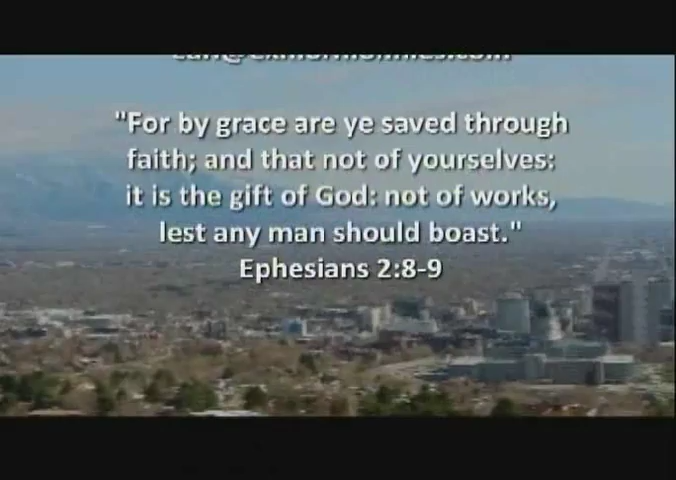 "For by grace are ye saved through
faith; and that not of yourselves:
it is the gift of God: not of works,
lest any man should boast."
Ephesians 2:8-9